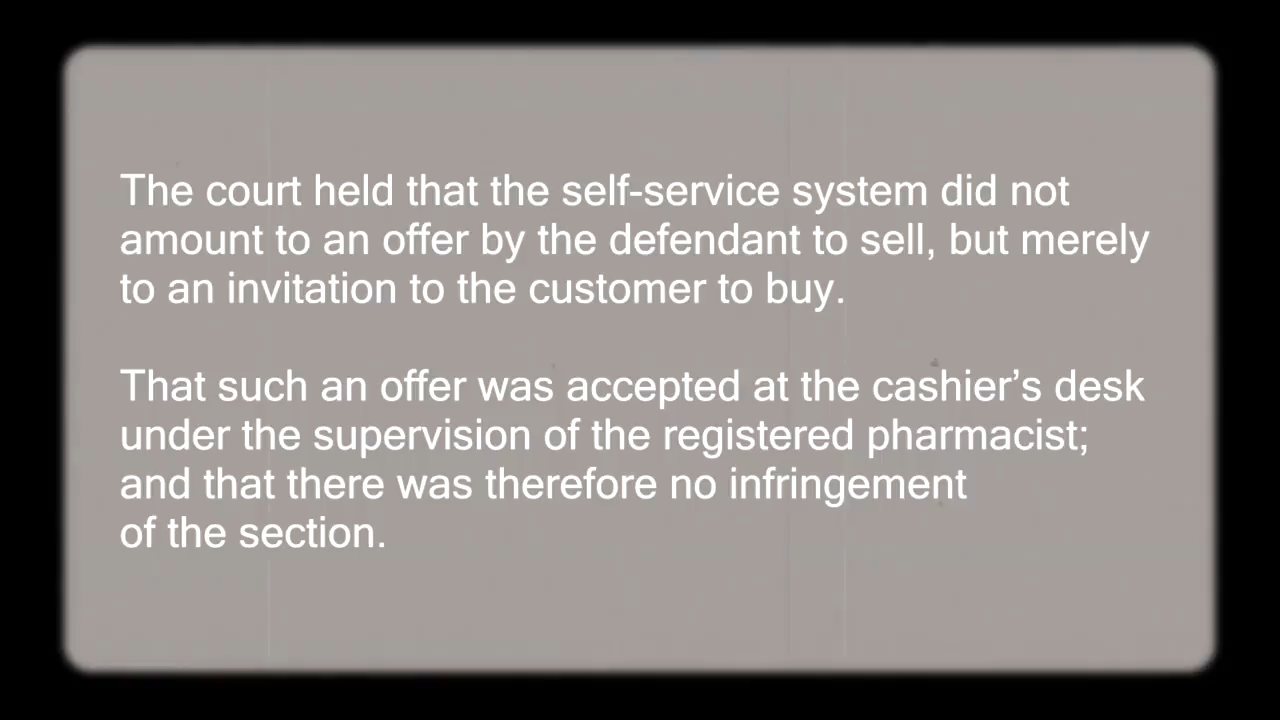 The court held that the self-service system did not
amount to an offer by the defendant to sell, but merely
to an invitation to the customer to buy.
That such an offer was accepted at the cashier’s desk
under the supervision of the registered pharmacist;
and that there was therefore no infringement
of the section.